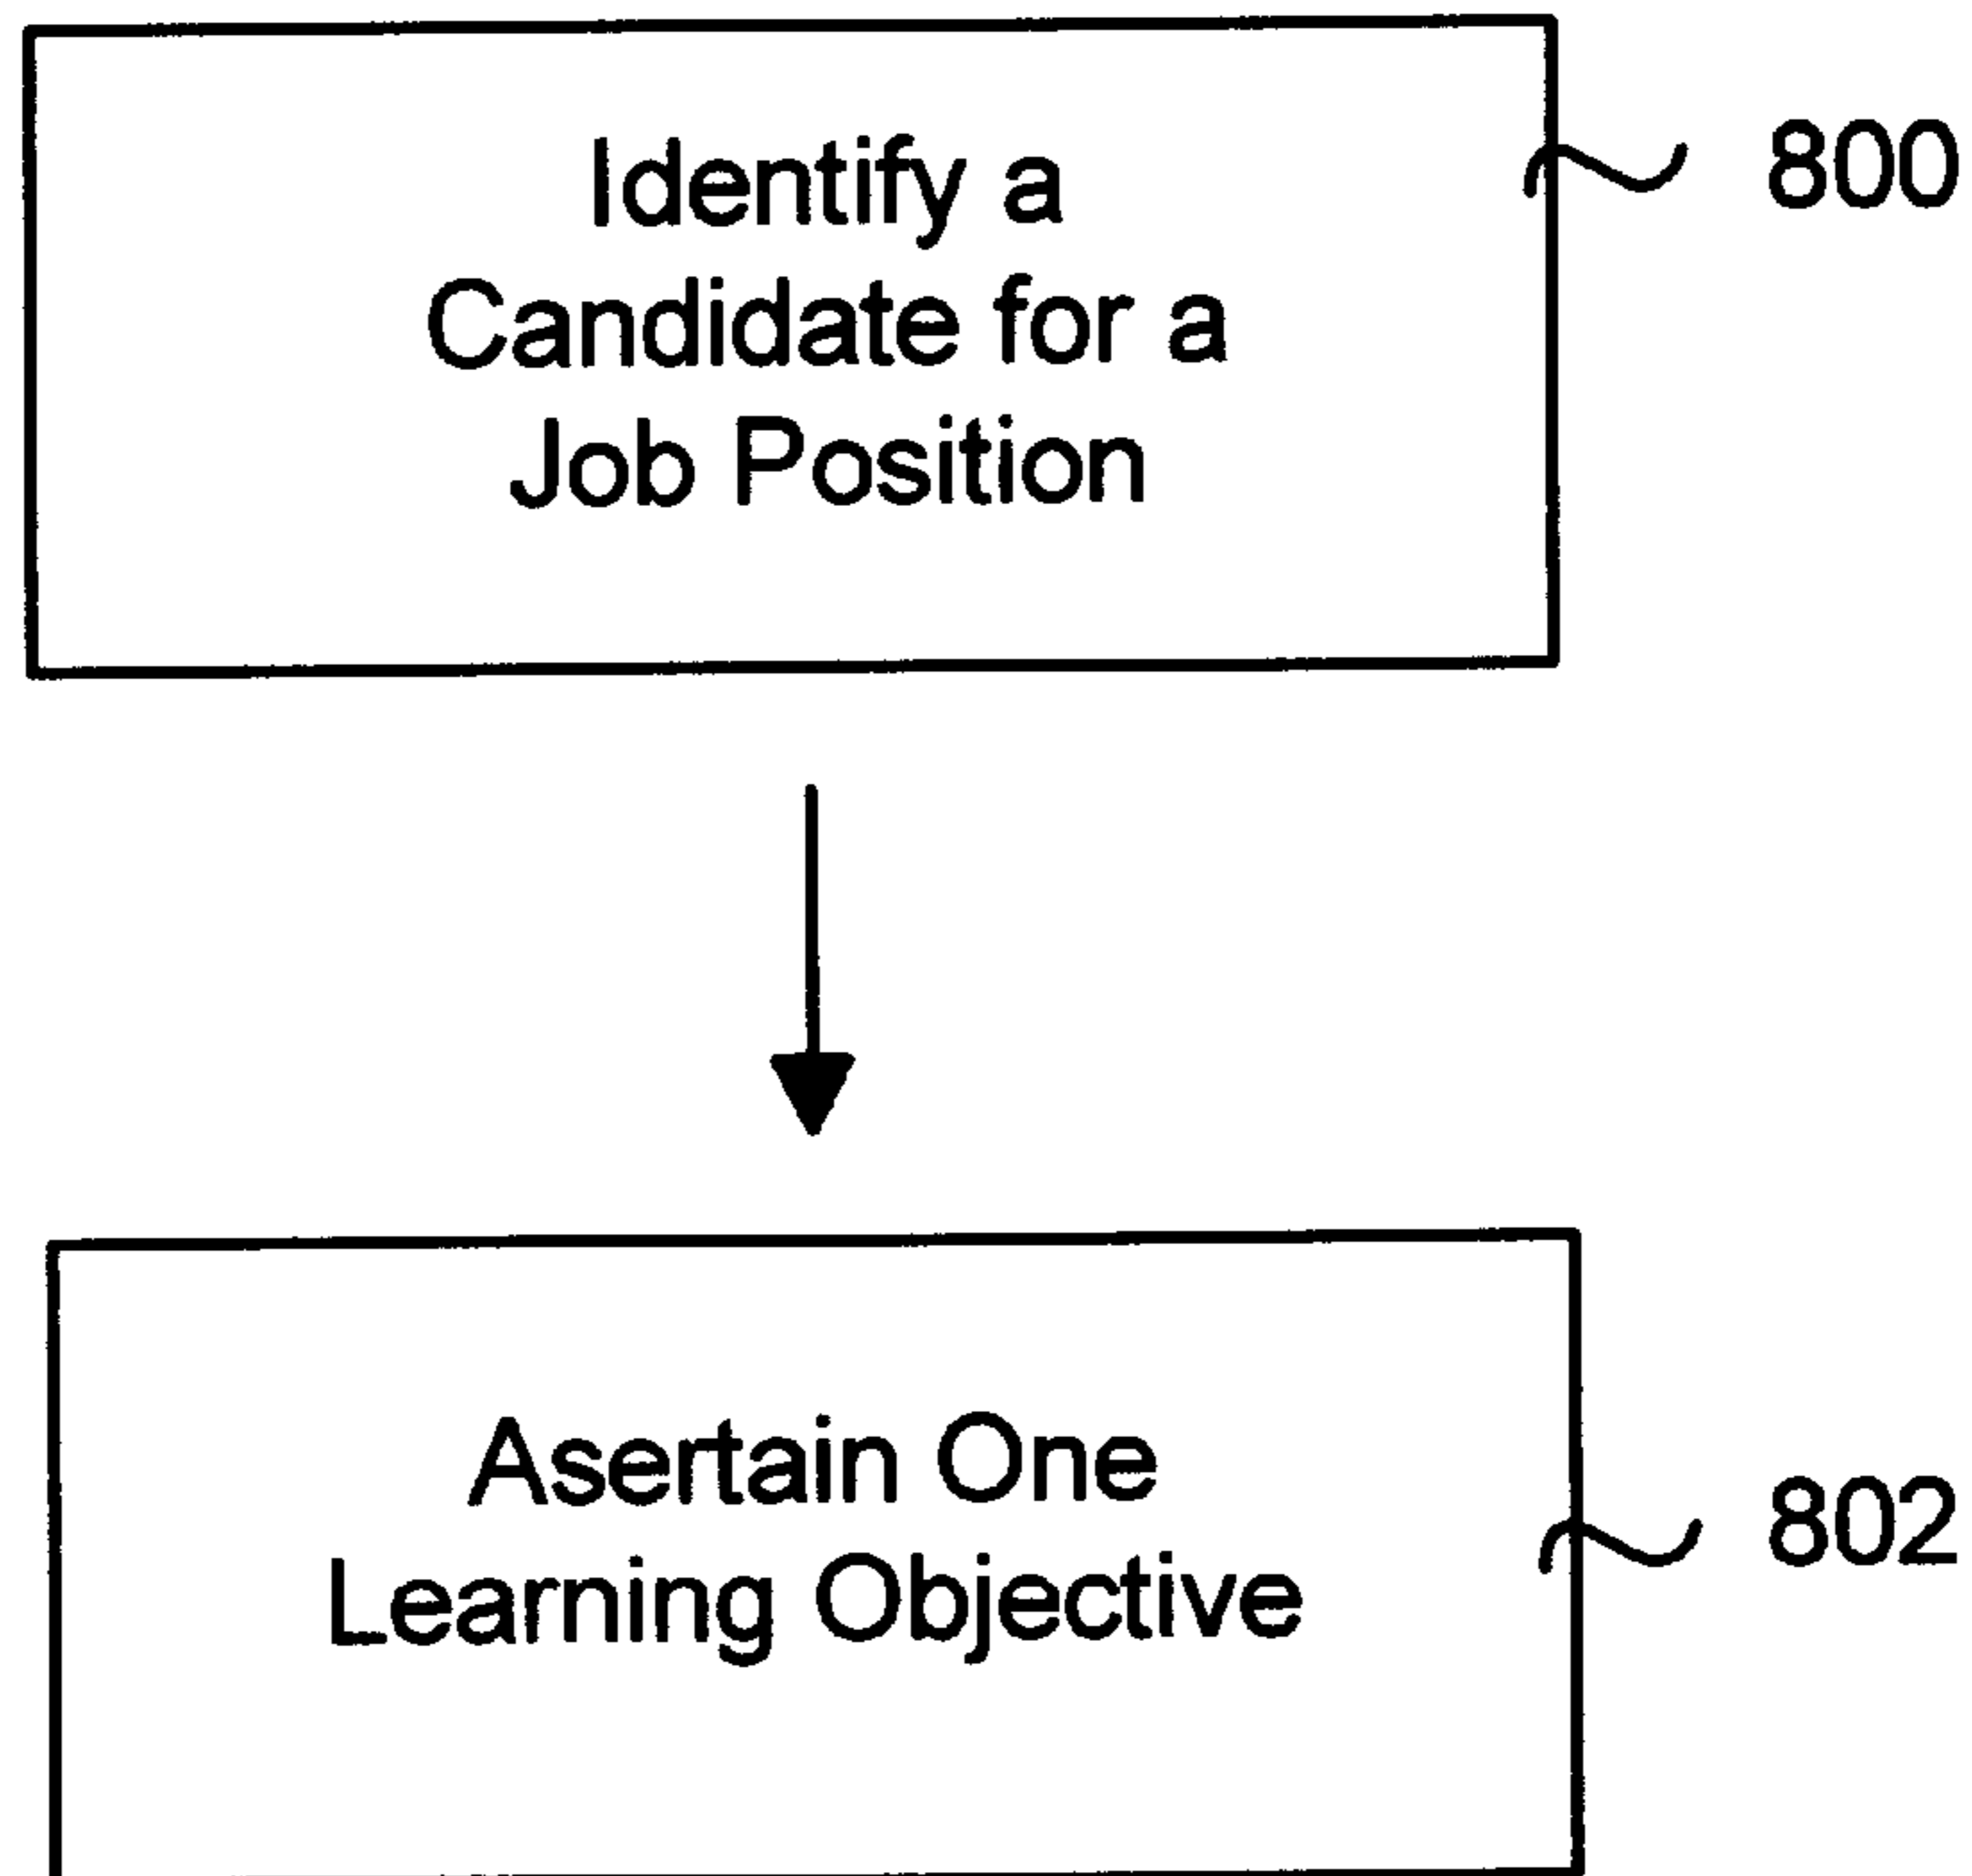 Identify a
Candidate for a
Job Position
800
Asertain One
Learning Objective
802